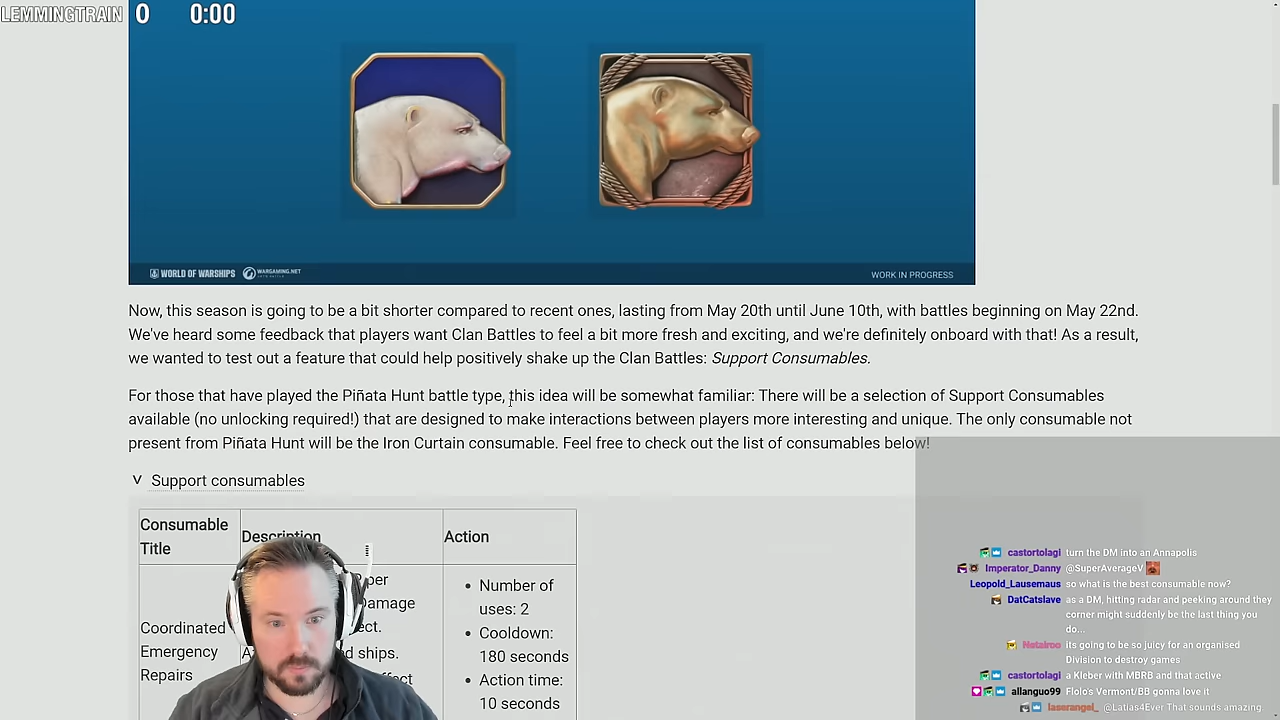 LEMMINGTRAIN 0 0:00
WORLD OF WARSHIPS WARGAMING.NET
WORK IN PROGRESS
Now, this season is going to be a bit shorter compared to recent ones, lasting from May 20th until June 10th, with battles beginning on May 22nd.
We've heard some feedback that players want Clan Battles to feel a bit more fresh and exciting, and we're definitely onboard with that! As a result,
we wanted to test out a feature that could help positively shake up the Clan Battles: Support Consumables.
For those that have played the Piñata Hunt battle type, this idea will be somewhat familiar: There will be a selection of Support Consumables
available (no unlocking required!) that are designed to make interactions between players more interesting and unique. The only consumable not
present from Piñata Hunt will be the Iron Curtain consumable. Feel free to check out the list of consumables below!
Support consumables
Consumable
Title
Description
Action
Coordinated
Emergency
Repairs
per
Damage
ect.
d ships.
ffect
Number of
uses: 2
Cooldown:
180 seconds
Action time:
10 seconds
castortolagi turn the DM into an Annapolis
Imperator_Danny @SuperAverageV
Leopold_Lausemaus so what is the best consumable now?
DatCatslave as a DM, hitting radar and peeking around they
corner might suddenly be the last thing you
do...
Notairoo its going to be so juicy for an organised
Division to destroy games
castortolagi a Kleber with MBRB and that active
allanguo99 Flolo's Vermont/BB gonna love it
laserangel_ @Latias4Ever That sounds amazing.